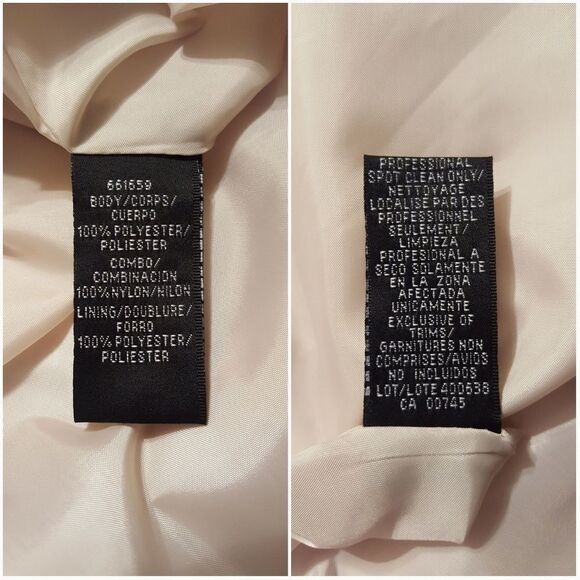 661659
BODY/CORPS/
CUERPO
100% POLYESTER/
POLIESTER
COMBO/
COMBINACION
100% NYLON/NILON
LINING/DOUBLURE/
FORRO
100% POLYESTER/
POLIESTER
PROFESSIONAL
SPOT CLEAN ONLY/
NETTOYAGE
LOCALISE PAR DES
PROFESSIONNEL
SEULEMENT/
LIMPIEZA
PROFESIONAL A
SECO SOLAMENTE
EN LA ZONA
AFECTADA
UNICAMENTE
EXCLUSIVE OF
TRIMS/
GARNITURES NON
COMPRISES/AVIOS
NO INCLUIDOS
LOT/LOTE 400638
CA 00745